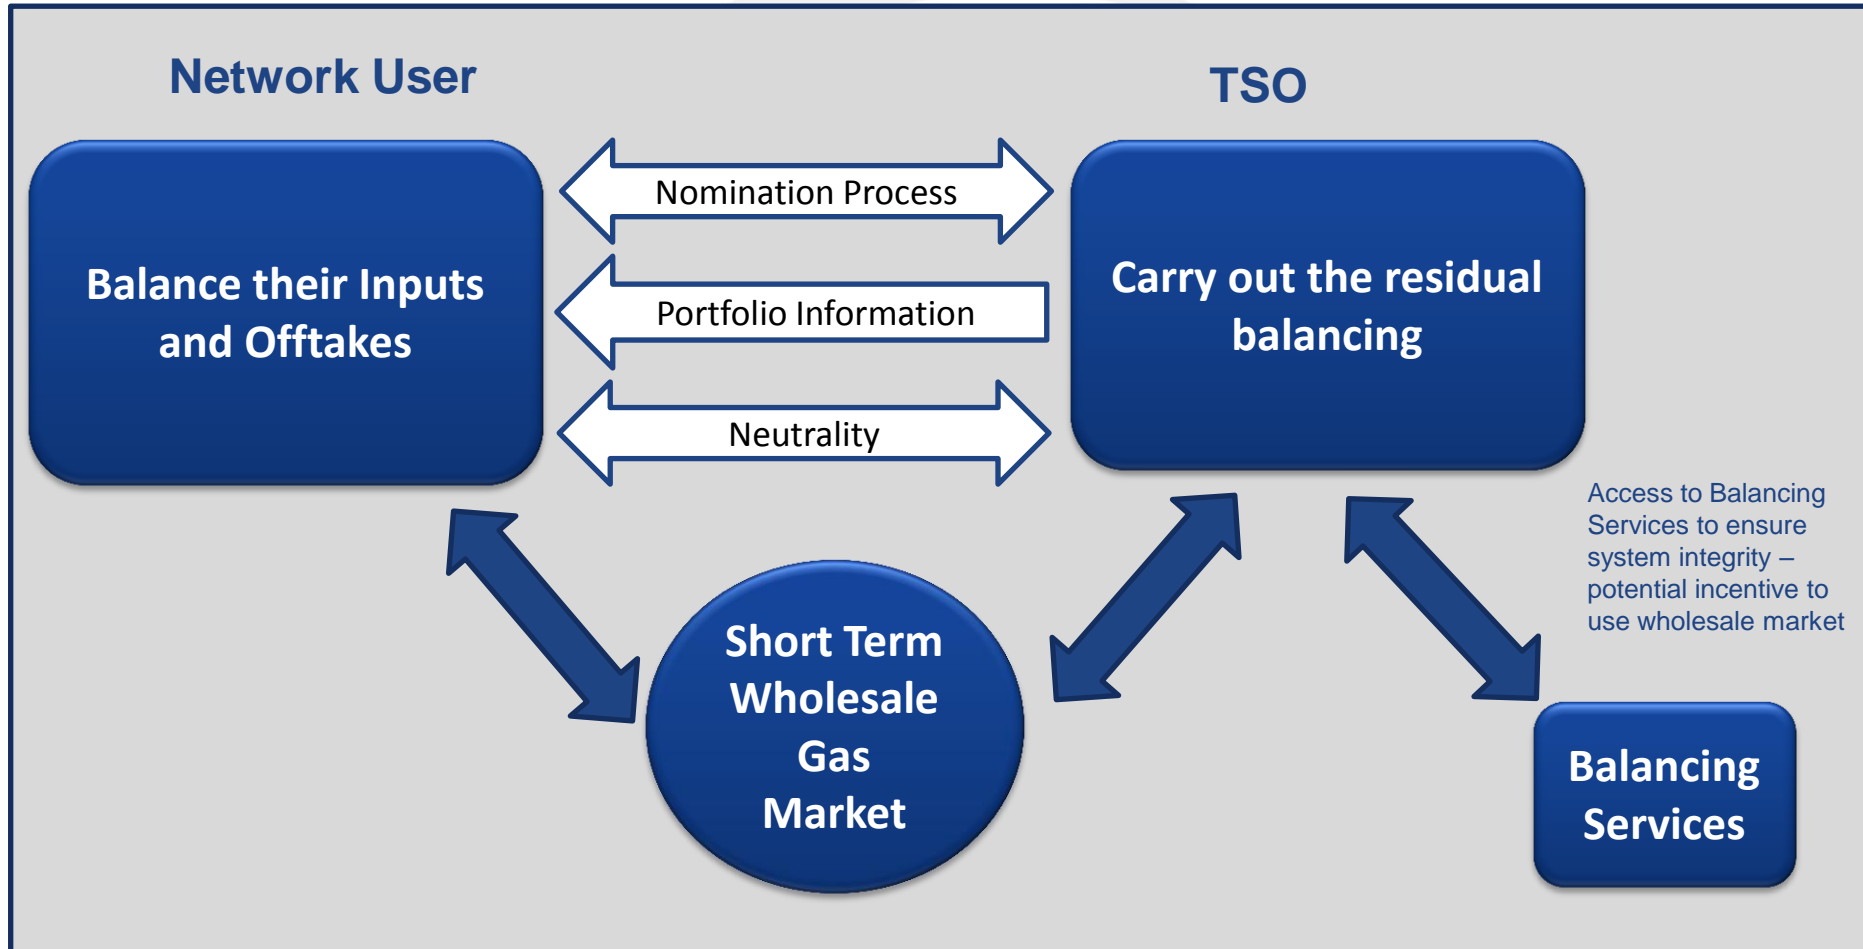 Network User
TSO
Balance their Inputs
and Offtakes
Nomination Process
Portfolio Information
Neutrality
Carry out the residual
balancing
Access to Balancing
Services to ensure
system integrity –
potential incentive to
use wholesale market
Short Term
Wholesale
Gas
Market
Balancing
Services